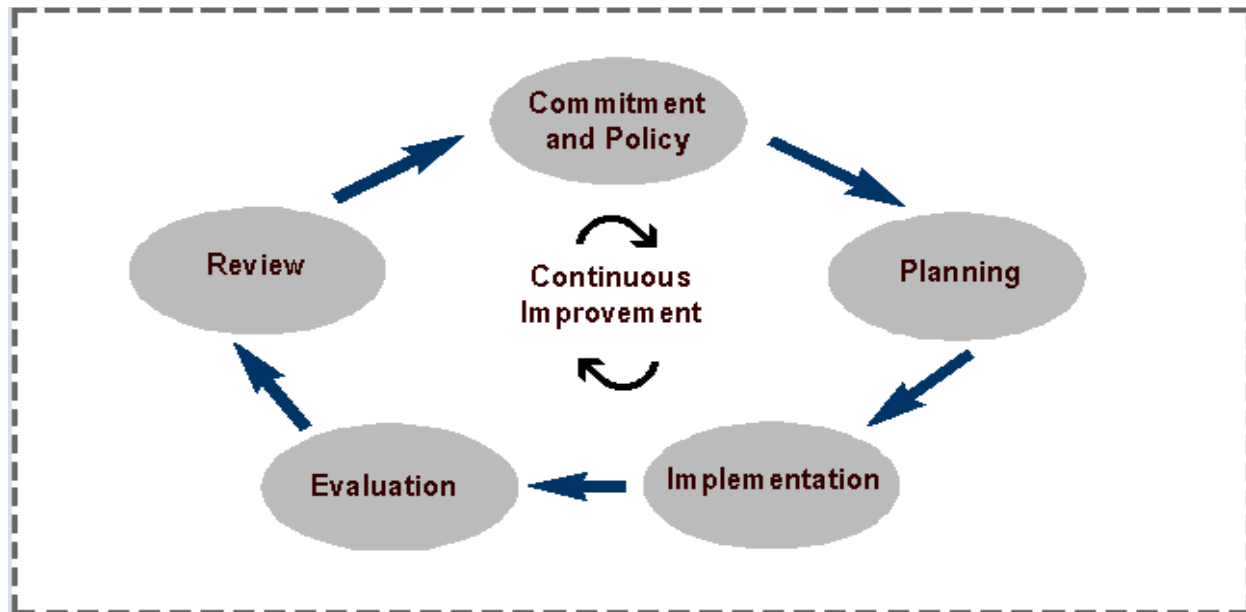 Commitment
and Policy
Review
Planning
Continuous
Improvement
Evaluation
Implementation